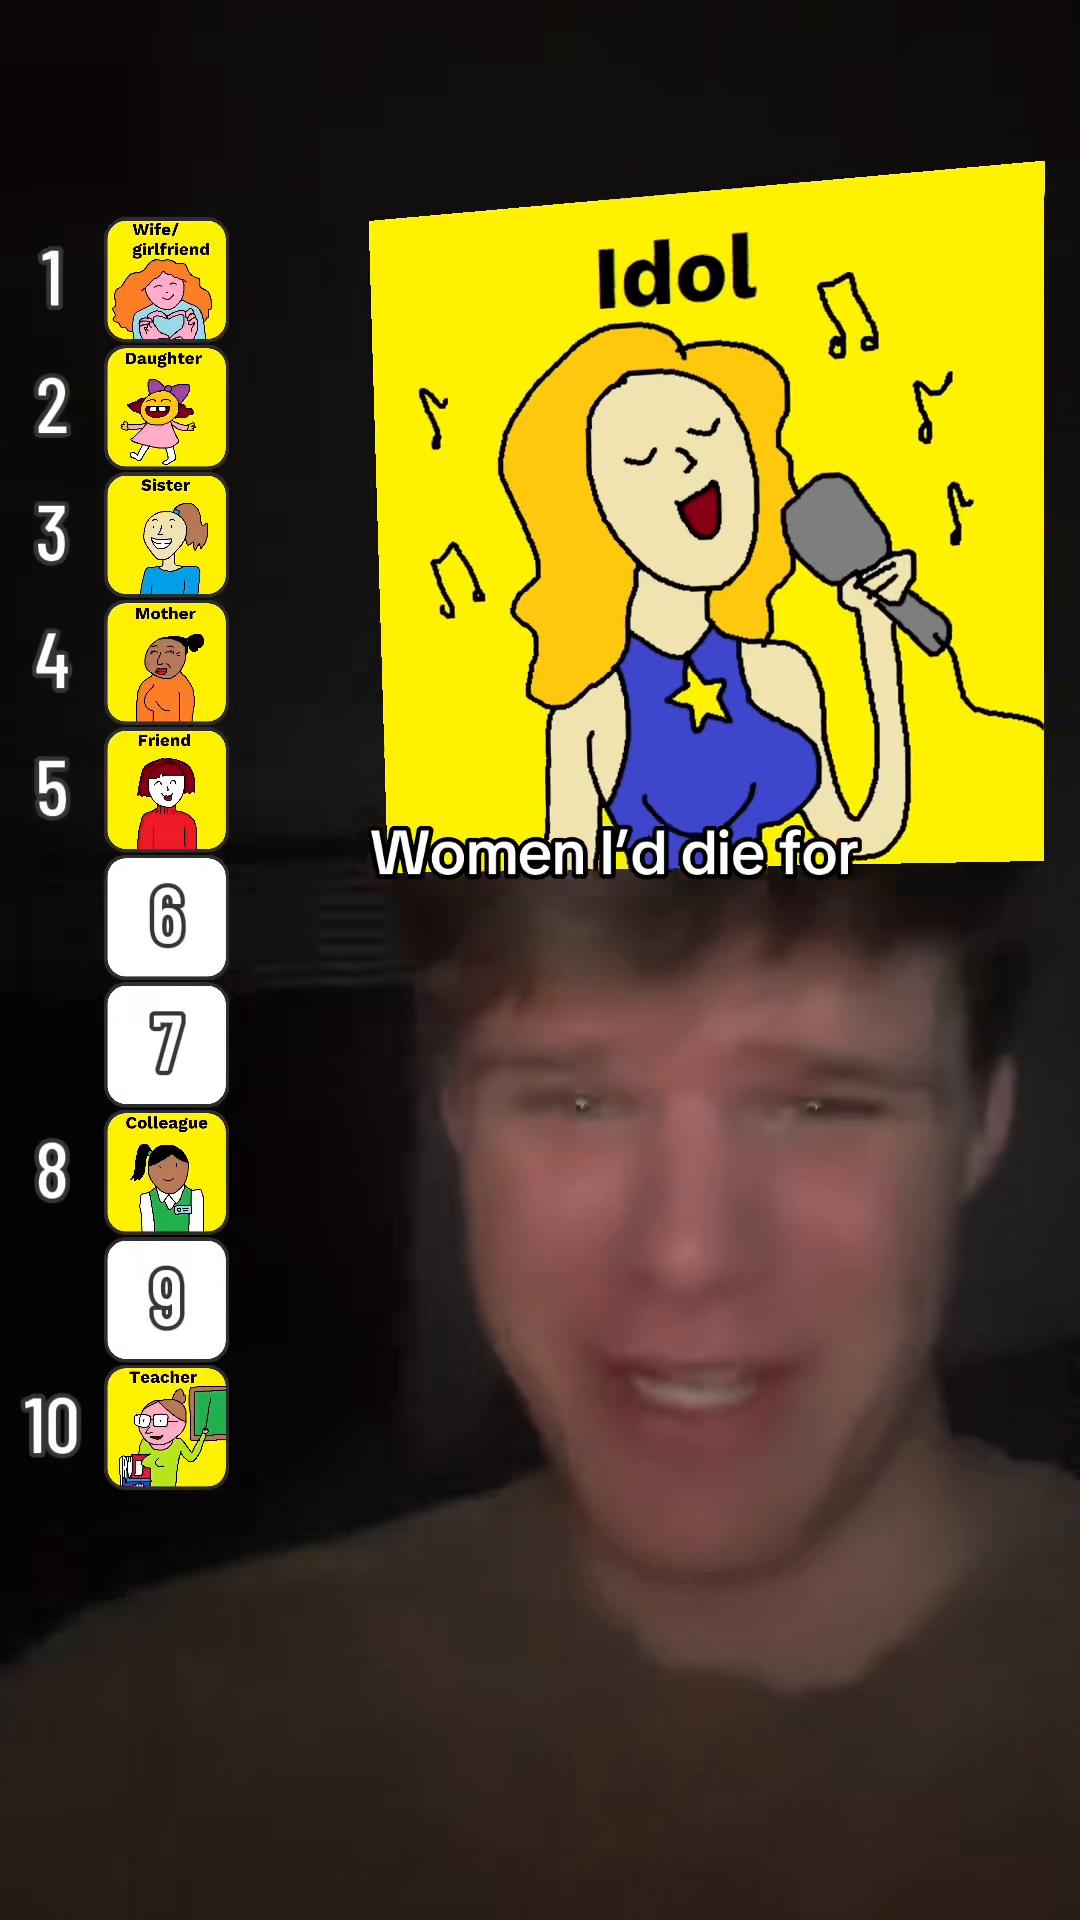 1
Wife/
girlfriend
2
Daughter
3
Sister
4
Mother
5
Friend
6
7
8
Colleague
9
10
Teacher
Idol
Women I'd die for